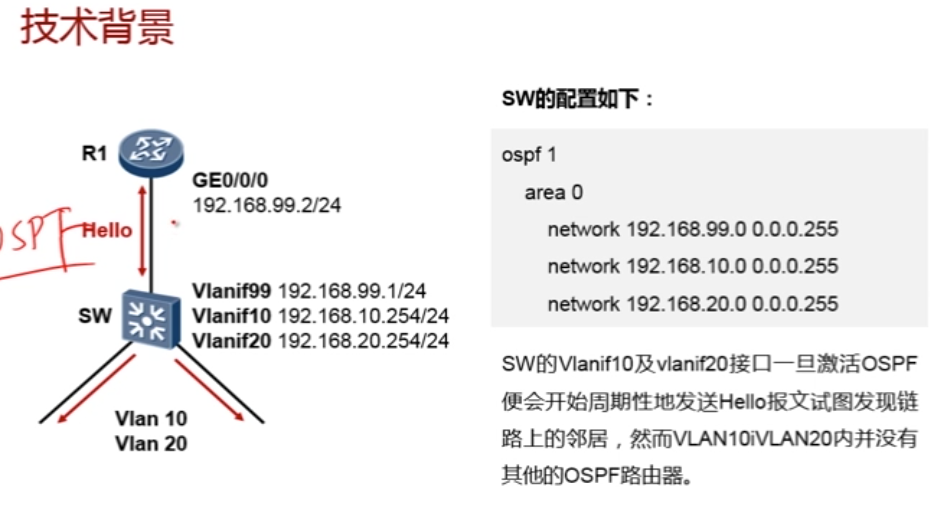 技术背景
R1
GE0/0/0
192.168.99.2/24
OSPF
Hello
SW
Vlanif99 192.168.99.1/24
Vlanif10 192.168.10.254/24
Vlanif20 192.168.20.254/24
Vlan 10
Vlan 20
SW的配置如下：
ospf 1
area 0
network 192.168.99.0 0.0.0.255
network 192.168.10.0 0.0.0.255
network 192.168.20.0 0.0.0.255
SW的Vlanif10及vlanif20接口一旦激活OSPF
便会开始周期性地发送Hello报文试图发现链
路上的邻居，然而VLAN10iVLAN20内并没有
其他的OSPF路由器。